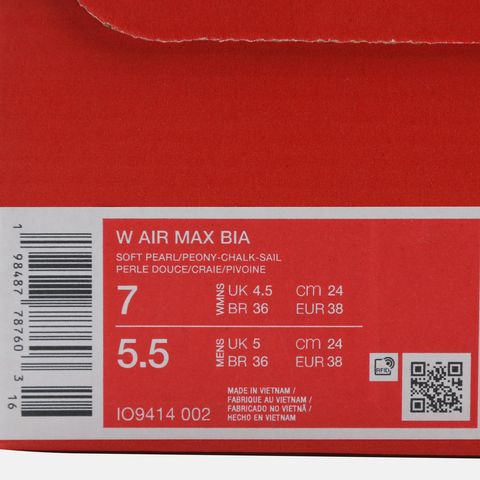 W AIR MAX BIA
SOFT PEARL/PEONY-CHALK-SAIL
PERLE DOUCE/CRAIE/PIVOINE
7 WMNS UK 4.5 cm 24
BR 36 EUR 38
5.5 MENS UK 5 cm 24
BR 36 EUR 38
MADE IN VIETNAM /
FABRIQUE AU VIETNAM /
FABRICADO NO VIETNÃ /
HECHO EN VIETNAM
IO9414 002
1 98487 78760 3 16
RFID